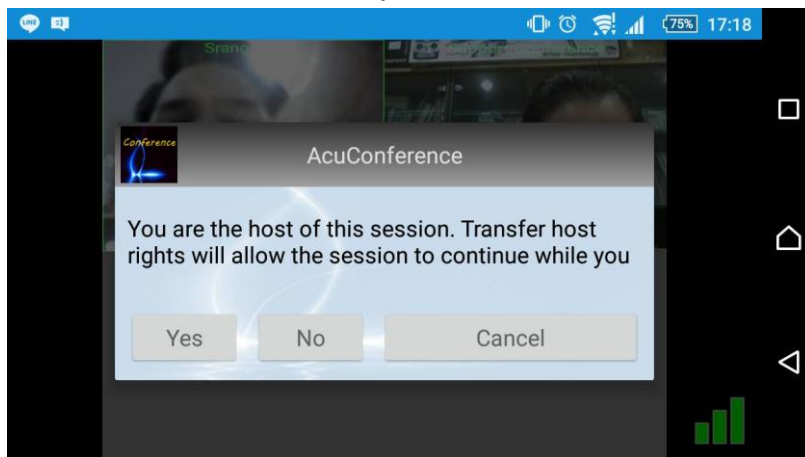 75% 17:18
Conference
AcuConference
You are the host of this session. Transfer host
rights will allow the session to continue while you
Yes
No
Cancel